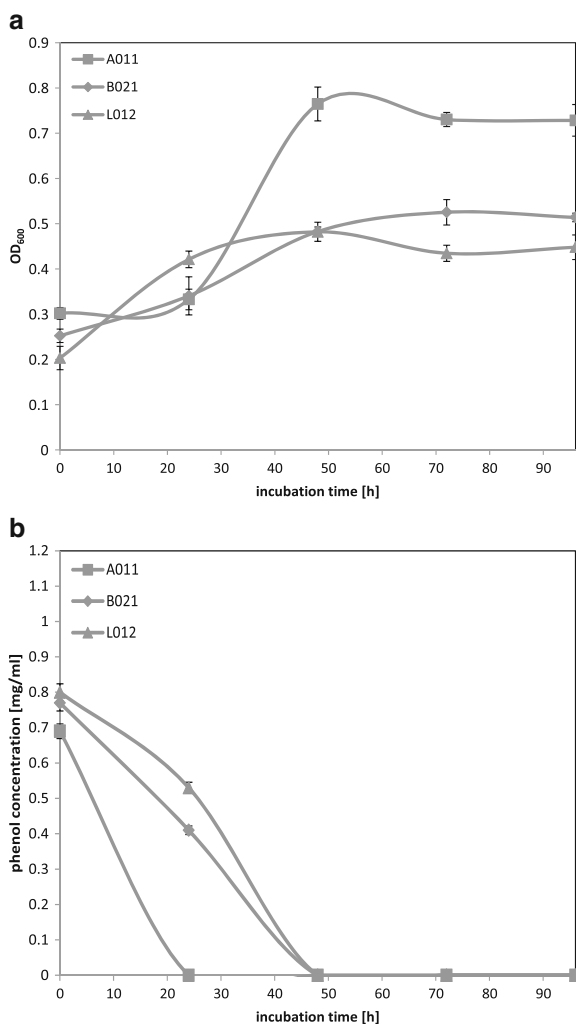 a
0.9
0.8
0.7
0.6
0.5
0.4
0.3
0.2
0.1
0
OD600
A011
B021
L012
0 10 20 30 40 50 60 70 80 90
incubation time [h]
b
1.2
1.1
1
0.9
0.8
0.7
0.6
0.5
0.4
0.3
0.2
0.1
0
phenol concentration [mg/ml]
A011
B021
L012
0 10 20 30 40 50 60 70 80 90
incubation time [h]